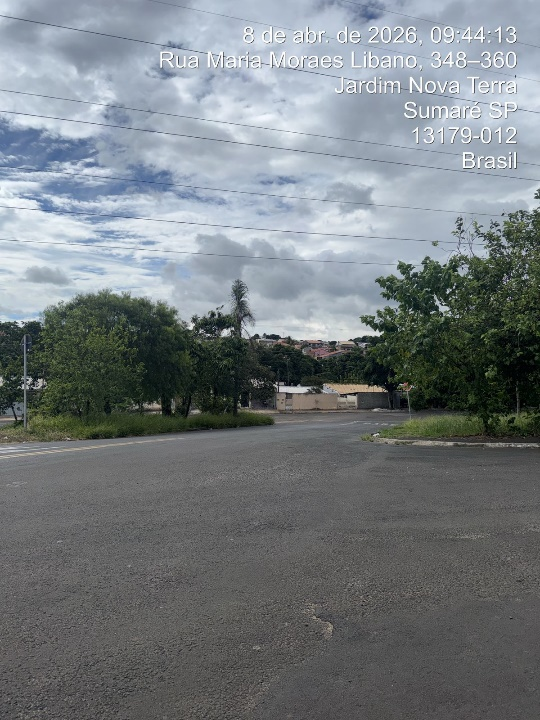 8 de abr. de 2026, 09:44:13
Rua Maria Moraes Libano, 348–360
Jardim Nova Terra
Sumaré SP
13179-012
Brasil